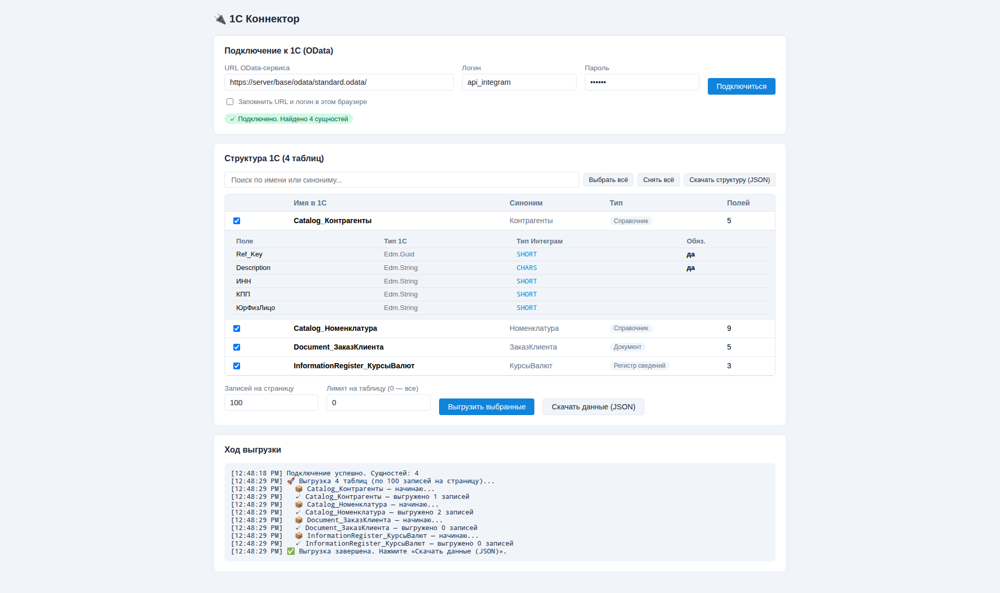 🔌 1С Коннектор
Подключение к 1С (OData)
URL OData-сервиса Логин Пароль
https://server/base/odata/standard.odata/ api_integram •••••• Подключиться
Запомнить URL и логин в этом браузере
✓ Подключено. Найдено 4 сущностей
Структура 1С (4 таблиц)
Поиск по имени или синониму... Выбрать всё Снять всё Скачать структуру (JSON)
Имя в 1С Синоним Тип Полей
Catalog_Контрагенты Контрагенты Справочник 5
Поле Тип 1С Тип Интеграм Обяз.
Ref_Key Edm.Guid SHORT да
Description Edm.String CHARS да
ИНН Edm.String SHORT
КПП Edm.String SHORT
ЮрФизЛицо Edm.String SHORT
Catalog_Номенклатура Номенклатура Справочник 9
Document_ЗаказКлиента ЗаказКлиента Документ 5
InformationRegister_КурсыВалют КурсыВалют Регистр сведений 3
Записей на страницу Лимит на таблицу (0 — все)
100 0 Выгрузить выбранные Скачать данные (JSON)
Ход выгрузки
[12:48:18 PM] Подключение успешно. Сущностей: 4
[12:48:29 PM] 🚀 Выгрузка 4 таблиц (по 100 записей на страницу)...
[12:48:29 PM] 📦 Catalog_Контрагенты — начинаю...
[12:48:29 PM] ✓ Catalog_Контрагенты — выгружено 1 записей
[12:48:29 PM] 📦 Catalog_Номенклатура — начинаю...
[12:48:29 PM] ✓ Catalog_Номенклатура — выгружено 2 записей
[12:48:29 PM] 📦 Document_ЗаказКлиента — начинаю...
[12:48:29 PM] ✓ Document_ЗаказКлиента — выгружено 0 записей
[12:48:29 PM] 📦 InformationRegister_КурсыВалют — начинаю...
[12:48:29 PM] ✓ InformationRegister_КурсыВалют — выгружено 0 записей
[12:48:29 PM] ✅ Выгрузка завершена. Нажмите «Скачать данные (JSON)».